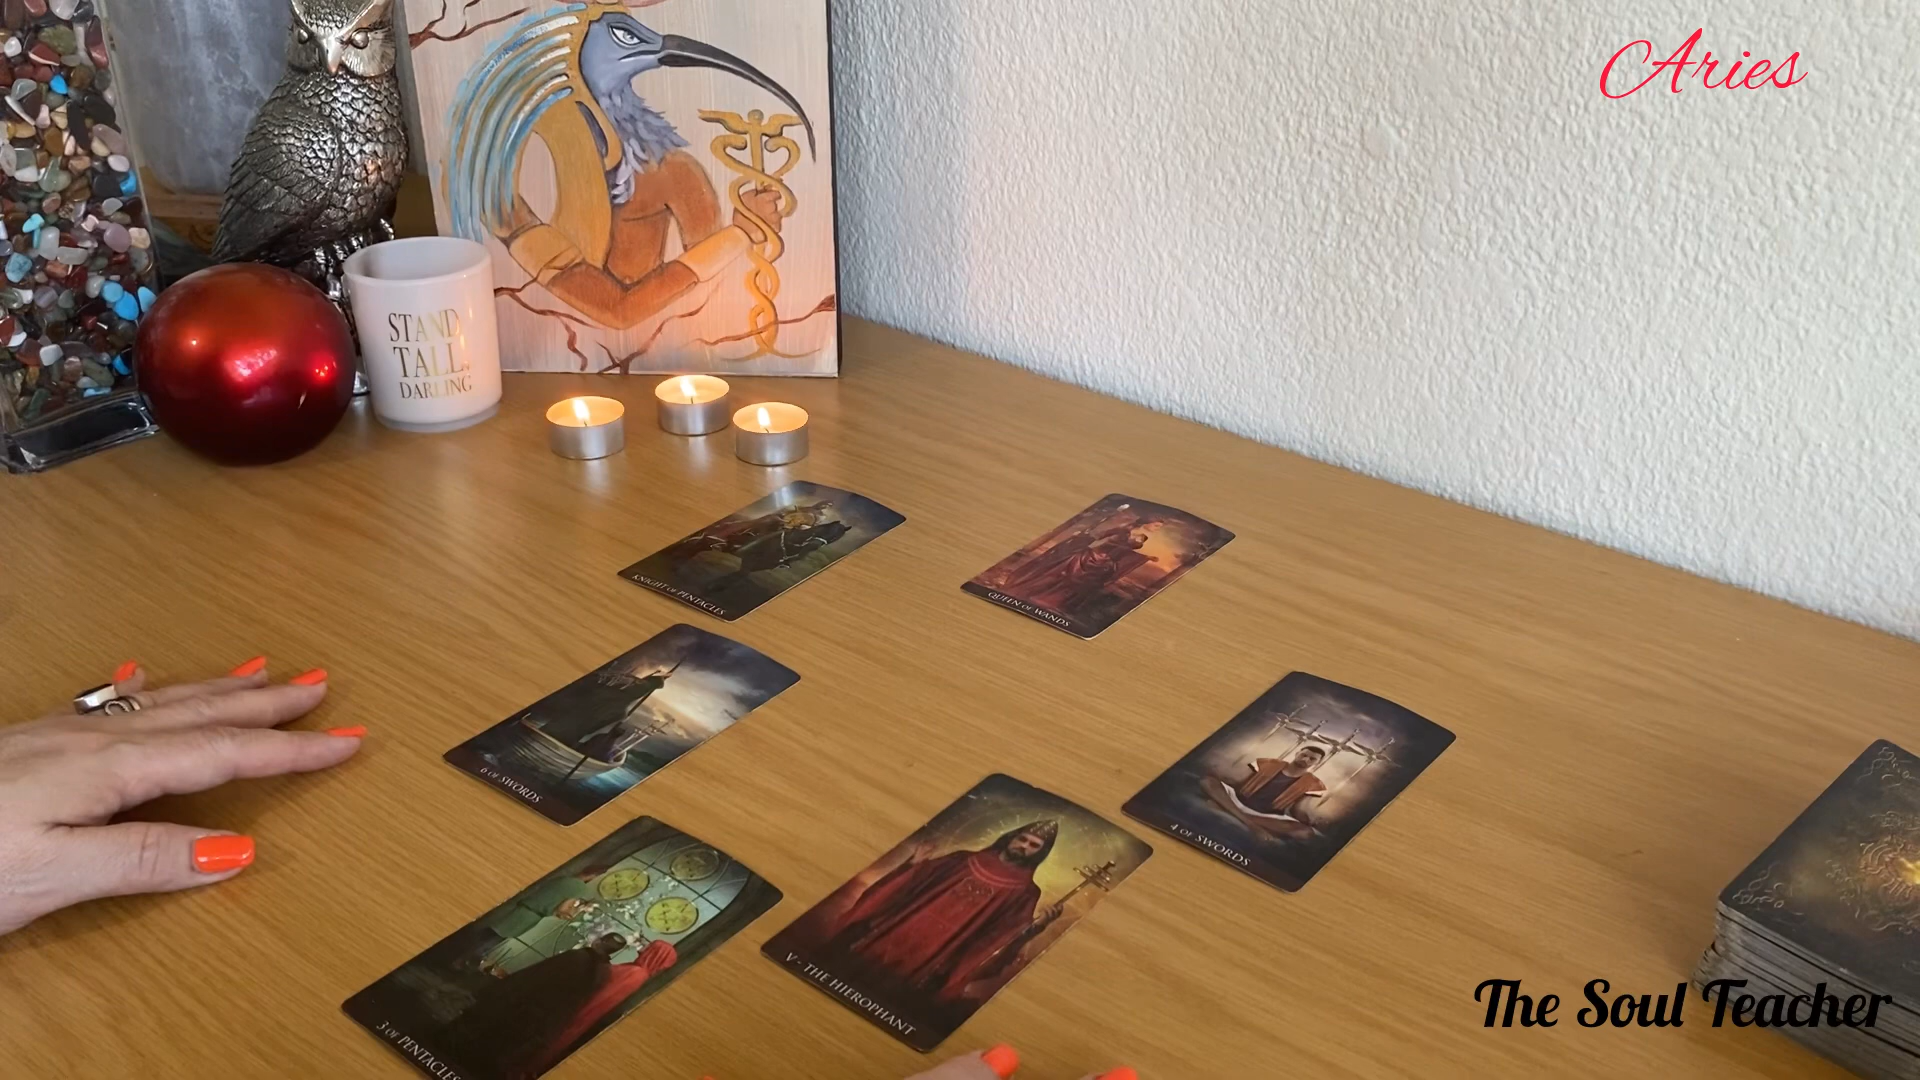 Aries
STAND
TALL,
DARLING
KNIGHT OF PENTACLES
QUEEN OF WANDS
6 OF SWORDS
4 OF SWORDS
V - THE HIEROPHANT
3 OF PENTACLES
The Soul Teacher